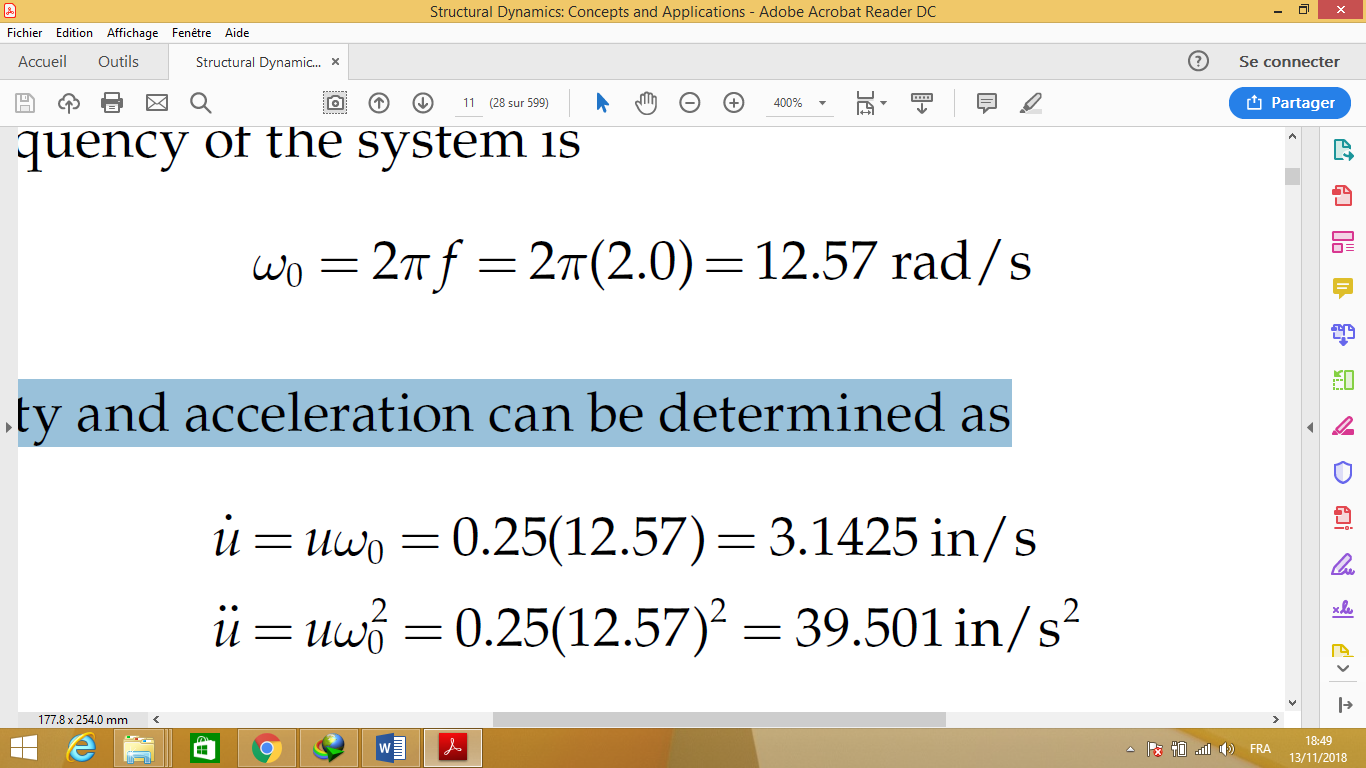 Structural Dynamics: Concepts and Applications - Adobe Acrobat Reader DC
Fichier Edition Affichage Fenêtre Aide
Accueil Outils Structural Dynamic... × ? Se connecter
11 (28 sur 599) 400% Partager
quency of the system is
ω₀ = 2πf = 2π(2.0) = 12.57 rad/s
ty and acceleration can be determined as
u̇ = uω₀ = 0.25(12.57) = 3.1425 in/s
ü = uω₀² = 0.25(12.57)² = 39.501 in/s²
177.8 x 254.0 mm
FRA
18:49
13/11/2018